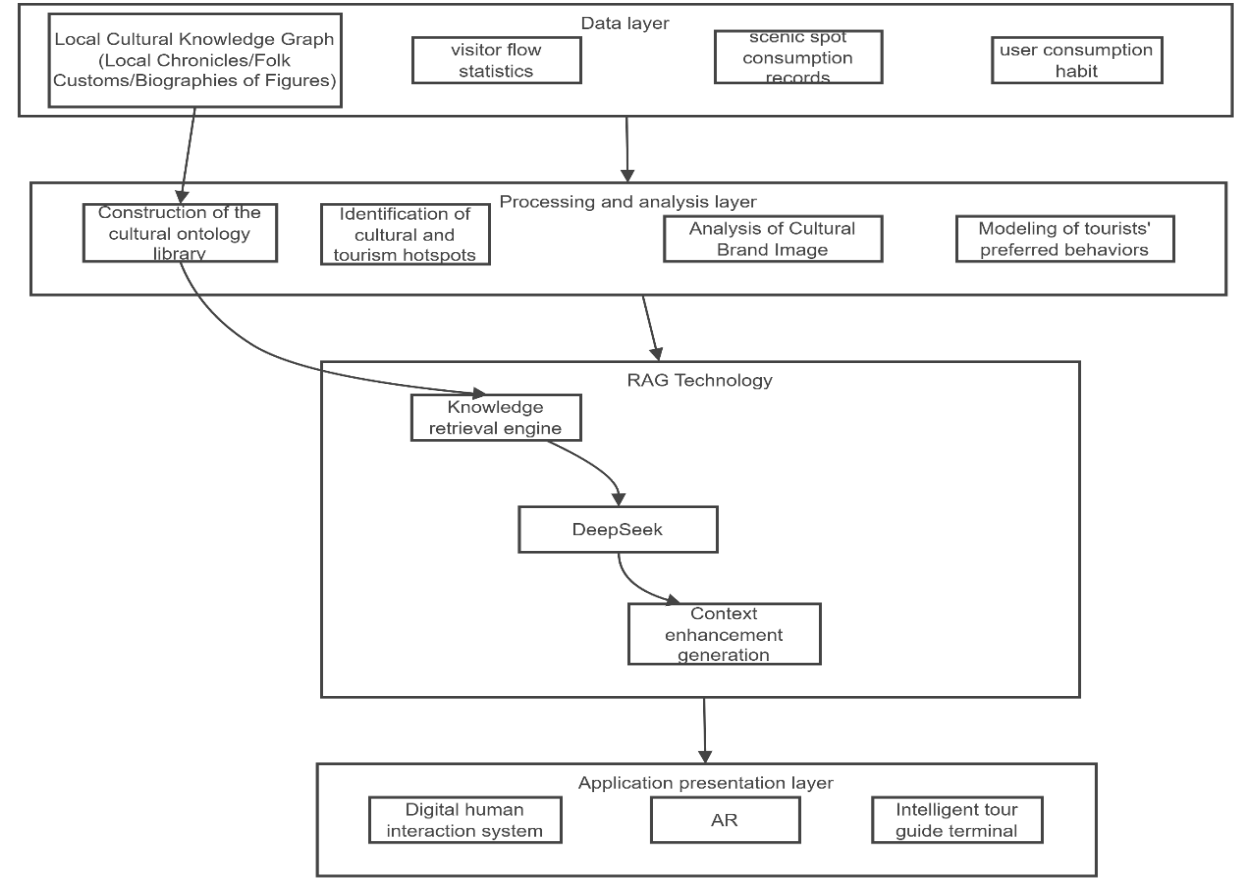 Data layer
Local Cultural Knowledge Graph
(Local Chronicles/Folk
Customs/Biographies of Figures)
visitor flow
statistics
scenic spot
consumption
records
user consumption
habit
Processing and analysis layer
Construction of the
cultural ontology
library
Identification of
cultural and
tourism hotspots
Analysis of Cultural
Brand Image
Modeling of tourists'
preferred behaviors
RAG Technology
Knowledge
retrieval engine
DeepSeek
Context
enhancement
generation
Application presentation layer
Digital human
interaction system
AR
Intelligent tour
guide terminal